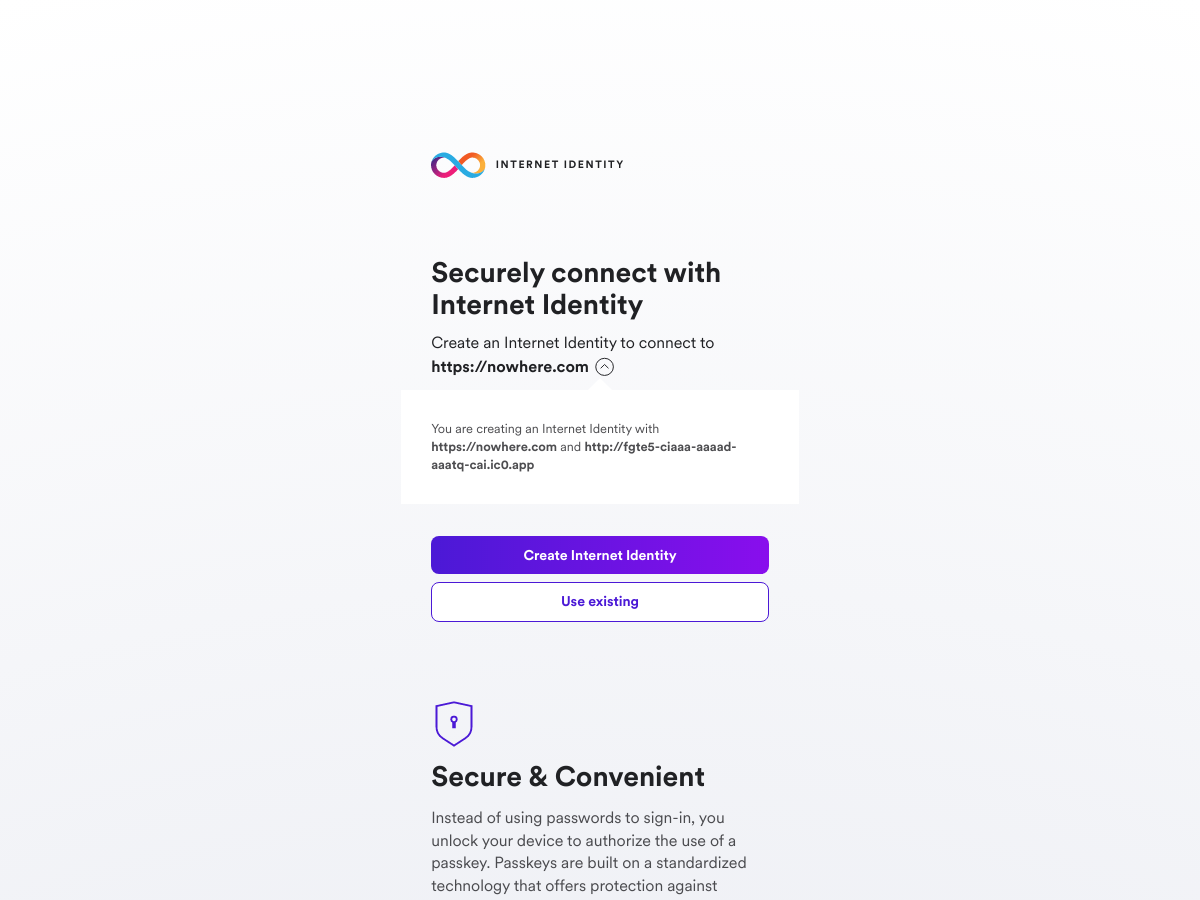 INTERNET IDENTITY
Securely connect with
Internet Identity
Create an Internet Identity to connect to
https://nowhere.com
You are creating an Internet Identity with
https://nowhere.com and http://fgte5-ciaaa-aaaad-
aaatq-cai.ic0.app
Create Internet Identity
Use existing
Secure & Convenient
Instead of using passwords to sign-in, you
unlock your device to authorize the use of a
passkey. Passkeys are built on a standardized
technology that offers protection against